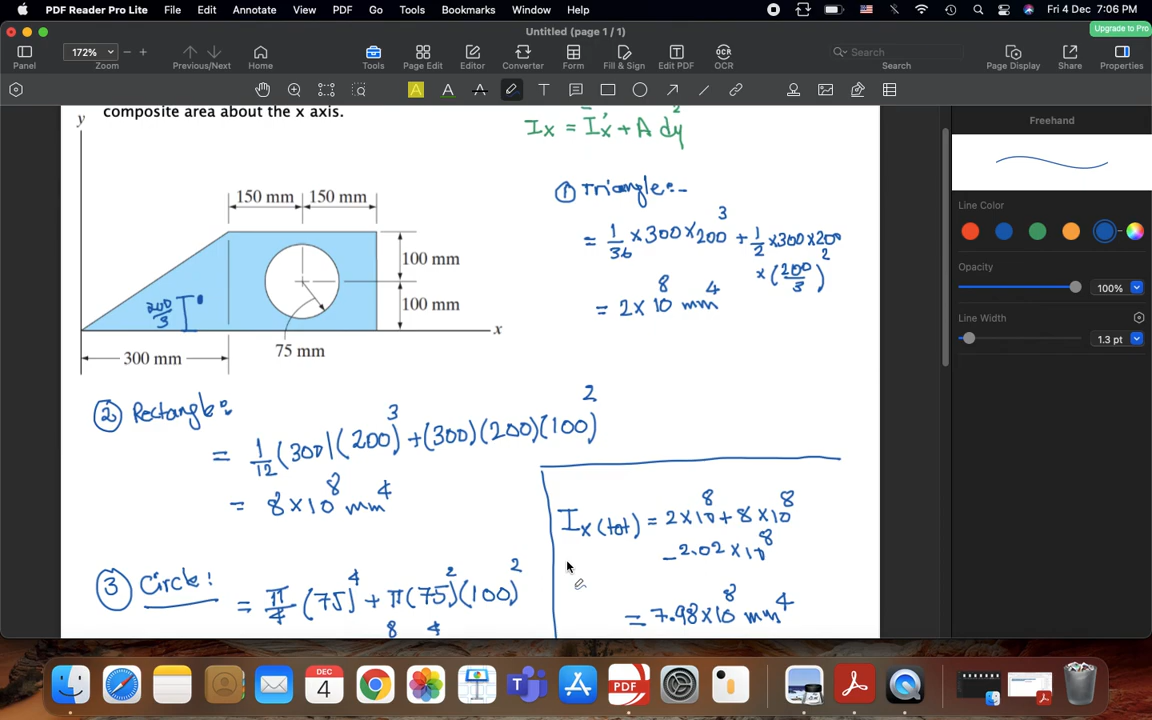 PDF Reader Pro Lite File Edit Annotate View PDF Go Tools Bookmarks Window Help Fri 4 Dec 7:06 PM
Untitled (page 1 / 1)
Upgrade to Pro
172%
Panel Zoom Previous/Next Home Tools Page Edit Editor Converter Form Fill & Sign Edit PDF OCR Search Search Page Display Share Properties
composite area about the x axis.
y
Ix = Īx' + A dy²
① Triangle:-
= 1/36 × 300 × 200³ + 1/2 × 300 × 200
× (200/3)²
= 2 × 10⁸ mm⁴
150 mm 150 mm
100 mm
100 mm
200/3
x
300 mm
75 mm
② Rectangle:
= 1/12 (300)(200)³ + (300)(200)(100)²
= 8 × 10⁸ mm⁴
Ix (tot) = 2 × 10⁸ + 8 × 10⁸
- 2.02 × 10⁸
= 7.98 × 10⁸ mm⁴
③ Circle:
= π/4 (75)⁴ + π(75²)(100)²
8 4
Freehand
Line Color
Opacity
100%
Line Width
1.3 pt
DEC
4
PDF